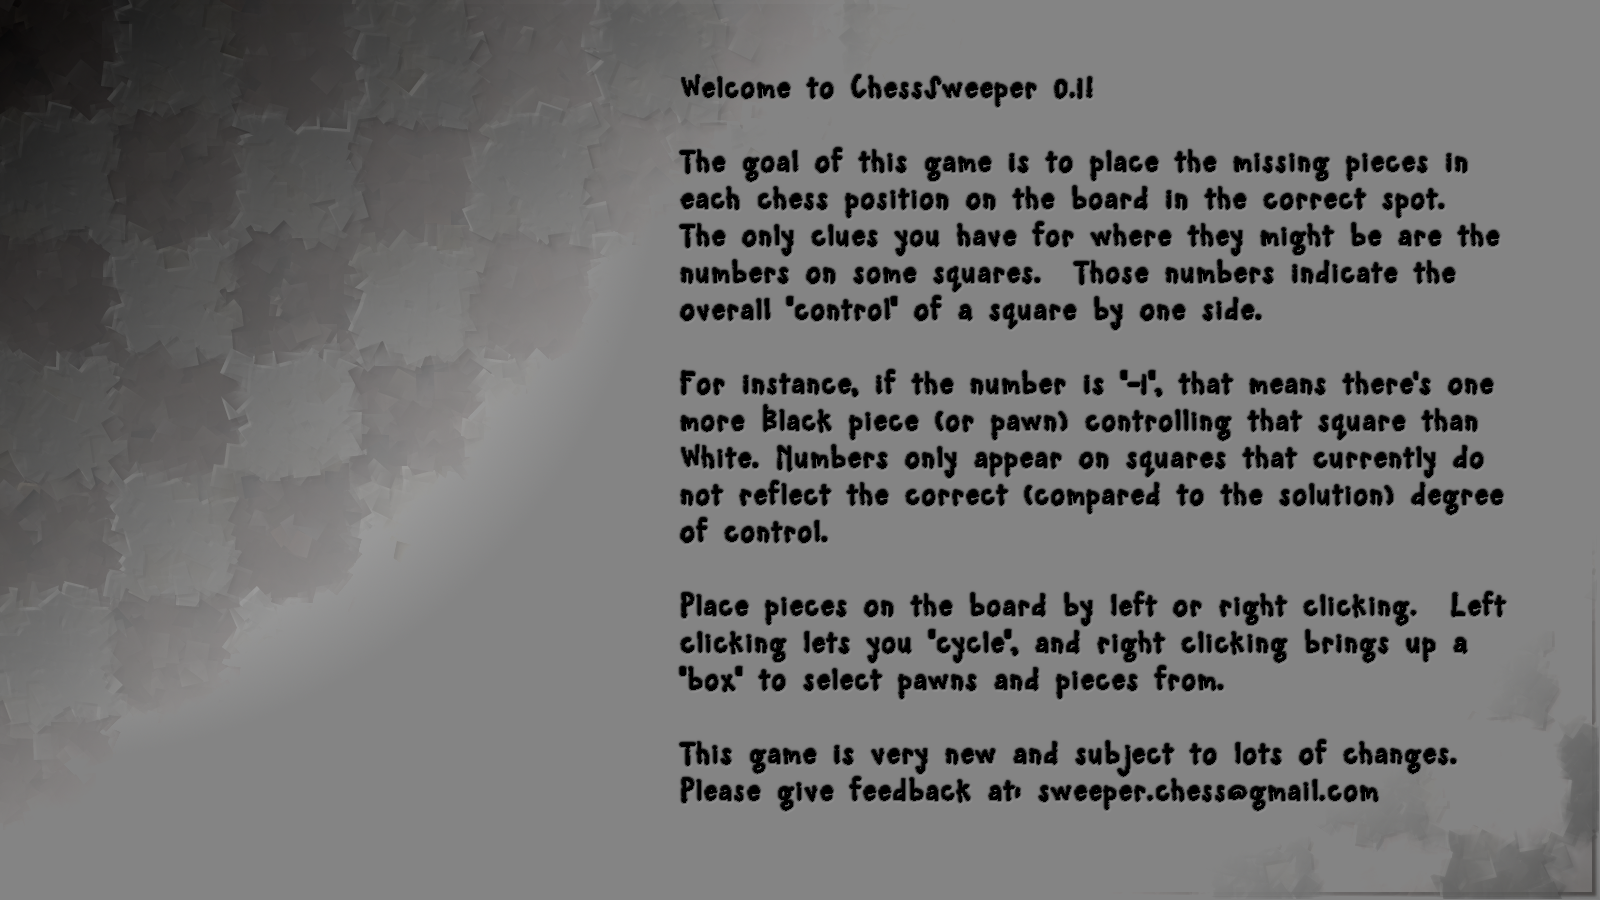 Welcome to ChessSweeper 0.1!
The goal of this game is to place the missing pieces in
each chess position on the board in the correct spot.
The only clues you have for where they might be are the
numbers on some squares.  Those numbers indicate the
overall "control" of a square by one side.
For instance, if the number is "-1", that means there's one
more Black piece (or pawn) controlling that square than
White. Numbers only appear on squares that currently do
not reflect the correct (compared to the solution) degree
of control.
Place pieces on the board by left or right clicking.  Left
clicking lets you "cycle", and right clicking brings up a
"box" to select pawns and pieces from.
This game is very new and subject to lots of changes.
Please give feedback at: sweeper.chess@gmail.com